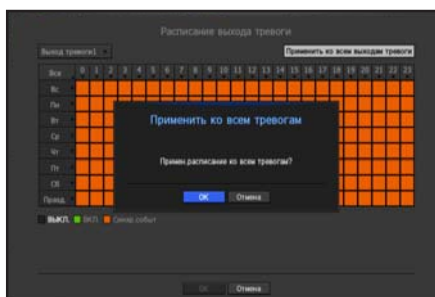 Расписание выхода тревоги
Выход тревоги1
Применить ко всем выходам тревоги
Все 0 1 2 3 4 5 6 7 8 9 10 11 12 13 14 15 16 17 18 19 20 21 22 23
Вс
Пн
Вт
Ср
Чт
Пт
Сб
Празд.
Применить ко всем тревогам
Примен.расписание ко всем тревогам?
OK Отмена
ВЫКЛ. ВКЛ. Синхр.событ
OK Отмена